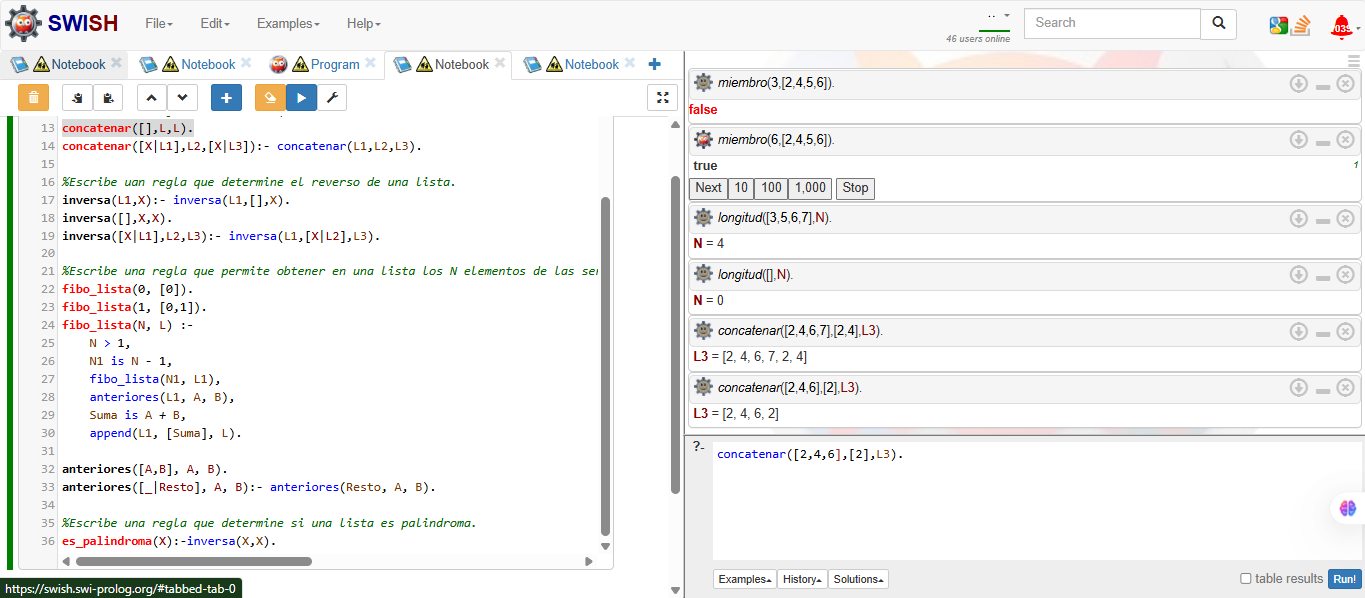 SWISH File Edit Examples Help
46 users online
Search
Notebook Notebook Program Notebook Notebook
13 concatenar([],L,L).
14 concatenar([X|L1],L2,[X|L3]):- concatenar(L1,L2,L3).
15
16 %Escribe uan regla que determine el reverso de una lista.
17 inversa(L1,X):- inversa(L1,[],X).
18 inversa([],X,X).
19 inversa([X|L1],L2,L3):- inversa(L1,[X|L2],L3).
20
21 %Escribe una regla que permite obtener en una lista los N elementos de las ser
22 fibo_lista(0, [0]).
23 fibo_lista(1, [0,1]).
24 fibo_lista(N, L) :-
25 N > 1,
26 N1 is N - 1,
27 fibo_lista(N1, L1),
28 anteriores(L1, A, B),
29 Suma is A + B,
30 append(L1, [Suma], L).
31
32 anteriores([A,B], A, B).
33 anteriores([_|Resto], A, B):- anteriores(Resto, A, B).
34
35 %Escribe una regla que determine si una lista es palindroma.
36 es_palindroma(X):-inversa(X,X).
https://swish.swi-prolog.org/#tabbed-tab-0
miembro(3,[2,4,5,6]).
false
miembro(6,[2,4,5,6]).
true 1
Next 10 100 1,000 Stop
longitud([3,5,6,7],N).
N = 4
longitud([],N).
N = 0
concatenar([2,4,6,7],[2,4],L3).
L3 = [2, 4, 6, 7, 2, 4]
concatenar([2,4,6],[2],L3).
L3 = [2, 4, 6, 2]
?- concatenar([2,4,6],[2],L3).
Examples History Solutions table results Run!